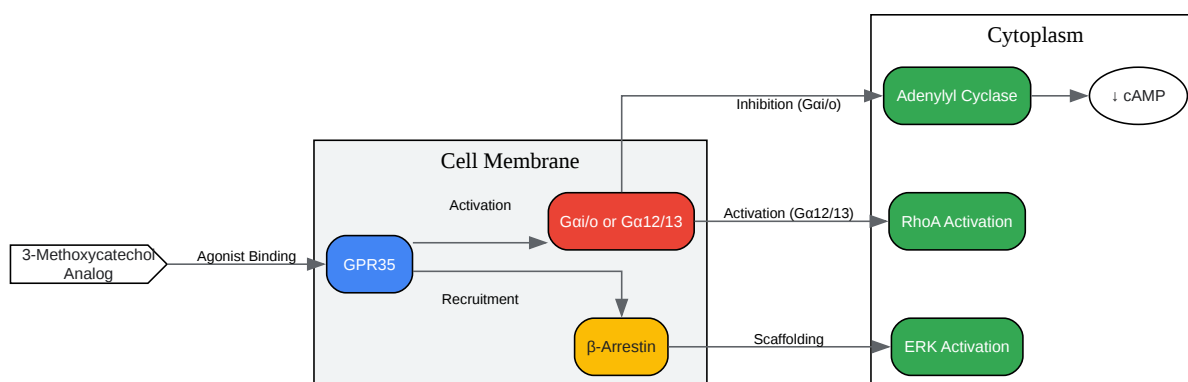 Cytoplasm
Adenylyl Cyclase
↓ cAMP
Inhibition (Gαi/o)
Cell Membrane
Activation
Gαi/o or Gα12/13
Activation (Gα12/13)
RhoA Activation
3-Methoxycatechol
Analog
Agonist Binding
GPR35
Recruitment
β-Arrestin
Scaffolding
ERK Activation